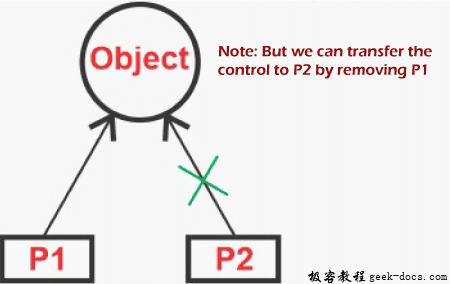 Object
Note: But we can transfer the
control to P2 by removing P1
P1
P2
极客教程 geek-docs.com